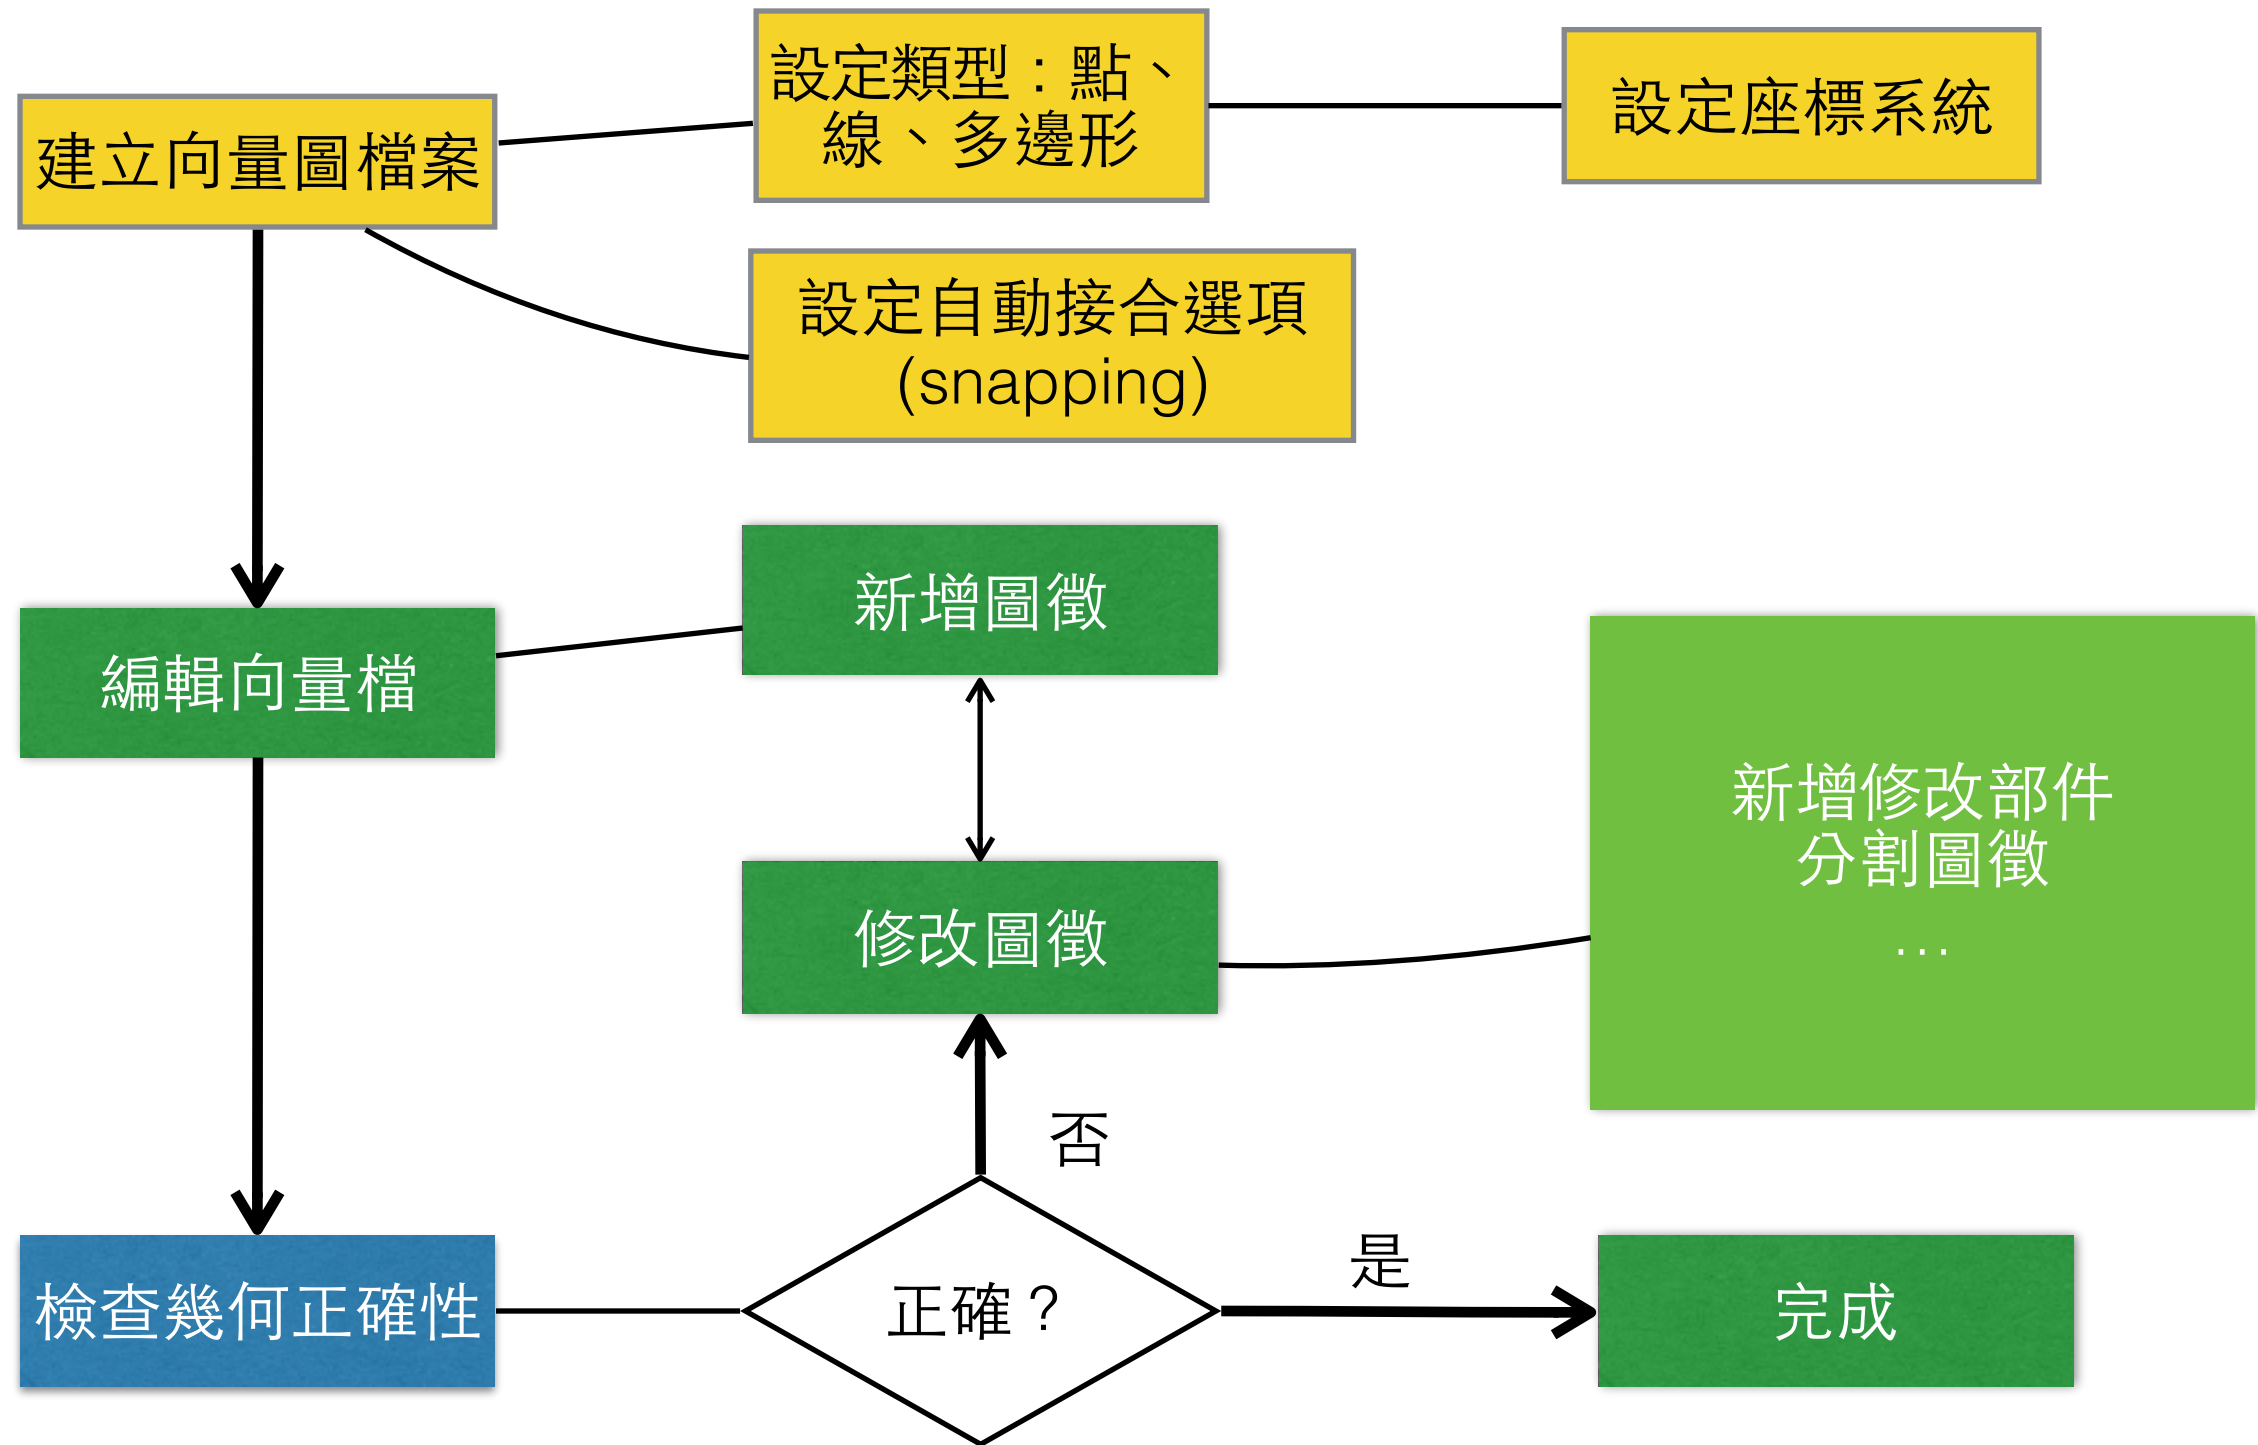 設定類型：點、
線、多邊形
設定座標系統
建立向量圖檔案
設定自動接合選項
(snapping)
新增圖徵
編輯向量檔
新增修改部件
分割圖徵
...
修改圖徵
否
是
檢查幾何正確性
正確？
完成